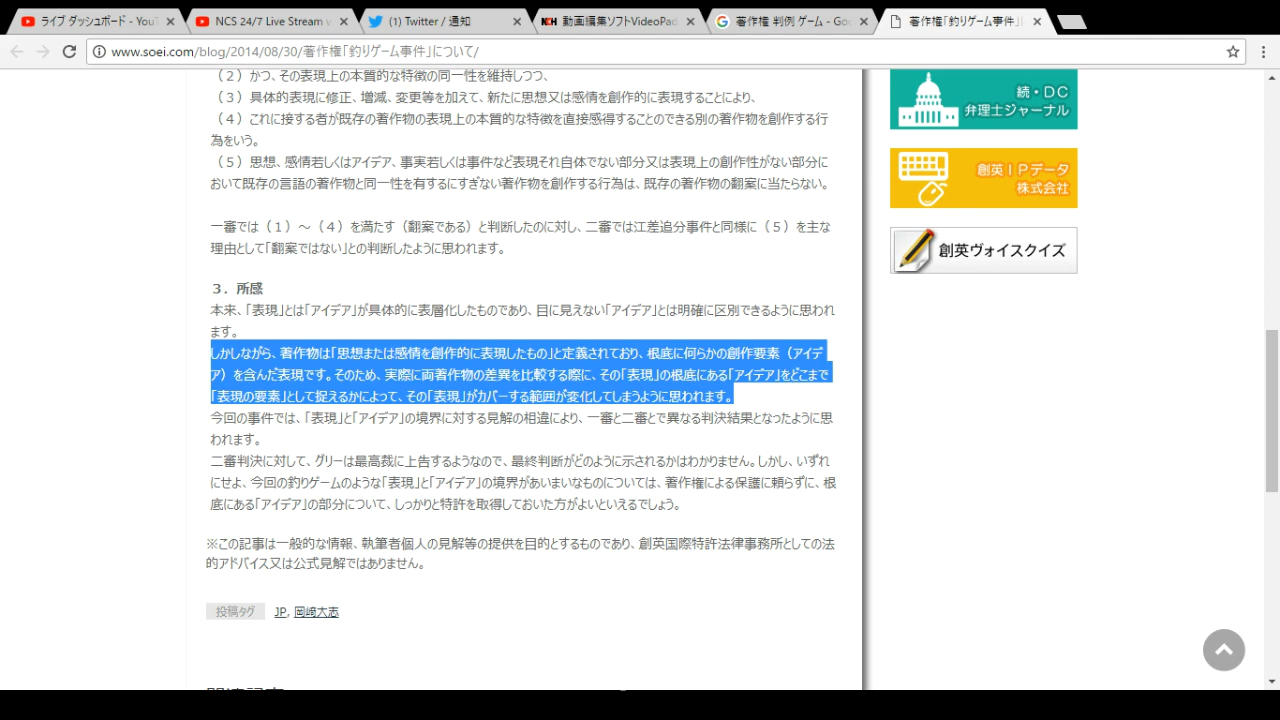 ライブ ダッシュボード - YouT
NCS 24/7 Live Stream
(1) Twitter / 通知
NCH 動画編集ソフトVideoPad
著作権 判例 ゲーム - Go
著作権「釣りゲーム事件」
www.soei.com/blog/2014/08/30/著作権「釣りゲーム事件」について/
（２）かつ、その表現上の本質的な特徴の同一性を維持しつつ、
（３）具体的表現に修正、増減、変更等を加えて、新たに思想又は感情を創作的に表現することにより、
（４）これに接する者が既存の著作物の表現上の本質的な特徴を直接感得することのできる別の著作物を創作する行
為をいう。
（５）思想、感情若しくはアイデア、事実若しくは事件など表現それ自体でない部分又は表現上の創作性がない部分に
おいて既存の言語の著作物と同一性を有するにすぎない著作物を創作する行為は、既存の著作物の翻案に当たらない。
一審では（１）～（４）を満たす（翻案である）と判断したのに対し、二審では江差追分事件と同様に（５）を主な
理由として「翻案ではない」との判断したように思われます。
３．所感
本来、「表現」とは「アイデア」が具体的に表層化したものであり、目に見えない「アイデア」とは明確に区別できるように思われ
ます。
しかしながら、著作物は「思想または感情を創作的に表現したもの」と定義されており、根底に何らかの創作要素（アイデ
ア）を含んだ表現です。そのため、実際に両著作物の差異を比較する際に、その「表現」の根底にある「アイデア」をどこまで
「表現の要素」として捉えるかによって、その「表現」がカバーする範囲が変化してしまうように思われます。
今回の事件では、「表現」と「アイデア」の境界に対する見解の相違により、一審と二審とで異なる判決結果となったように思
われます。
二審判決に対して、グリーは最高裁に上告するようなので、最終判断がどのように示されるかはわかりません。しかし、いずれ
にせよ、今回の釣りゲームのような「表現」と「アイデア」の境界があいまいなものについては、著作権による保護に頼らずに、根
底にある「アイデア」の部分について、しっかりと特許を取得しておいた方がよいといえるでしょう。
※この記事は一般的な情報、執筆者個人の見解等の提供を目的とするものであり、創英国際特許法律事務所としての法
的アドバイス又は公式見解ではありません。
投稿タグ JP, 岡﨑大志
続・DC
弁理士ジャーナル
創英ＩＰデータ
株式会社
創英ヴォイスクイズ